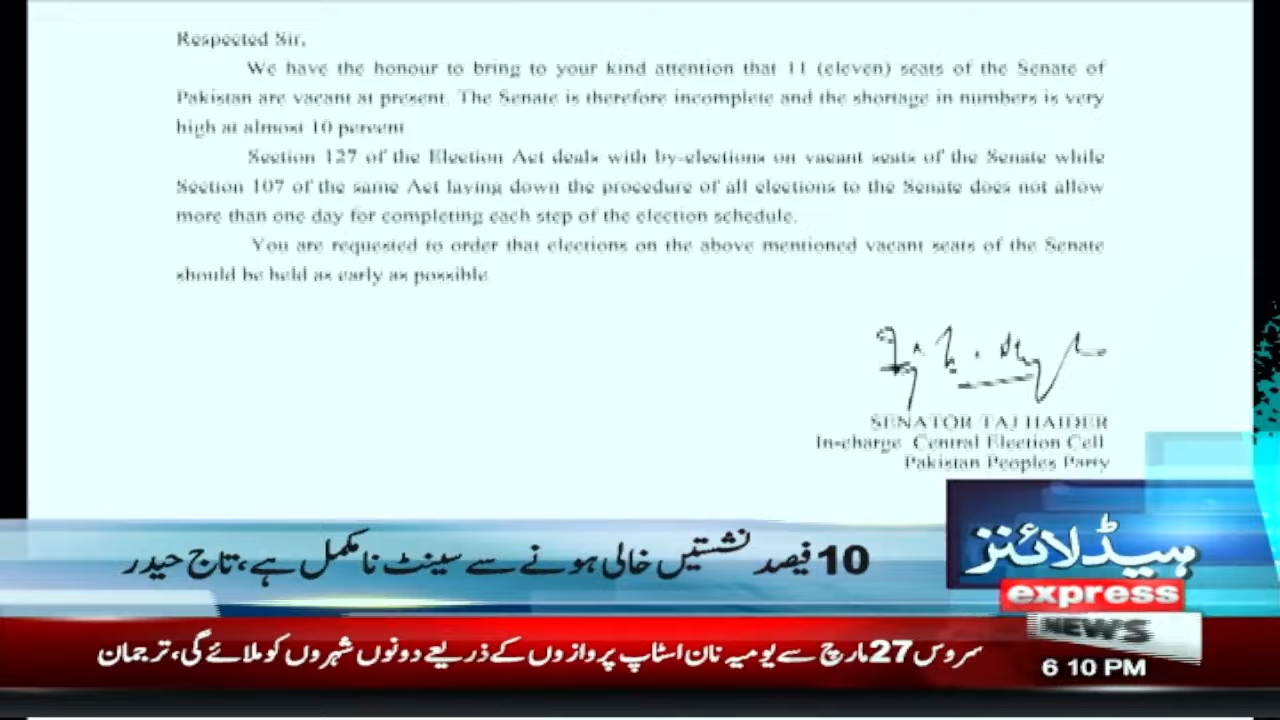 Respected Sir,
We have the honour to bring to your kind attention that 11 (eleven) seats of the Senate of
Pakistan are vacant at present. The Senate is therefore incomplete and the shortage in numbers is very
high at almost 10 percent
Section 127 of the Election Act deals with by-elections on vacant seats of the Senate while
Section 107 of the same Act laying down the procedure of all elections to the Senate does not allow
more than one day for completing each step of the election schedule.
You are requested to order that elections on the above mentioned vacant seats of the Senate
should be held as early as possible
SENATOR TAJ HAIDER
In-charge Central Election Cell
Pakistan Peoples Party
10 فیصد نشستیں خالی ہونے سے سینٹ نامکمل ہے، تاج حیدر
ہیڈلائنز
express
NEWS
سروس 27 مارچ سے یومیہ نان اسٹاپ پروازوں کے ذریعے دونوں شہروں کو ملائے گی، ترجمان
6 10 PM